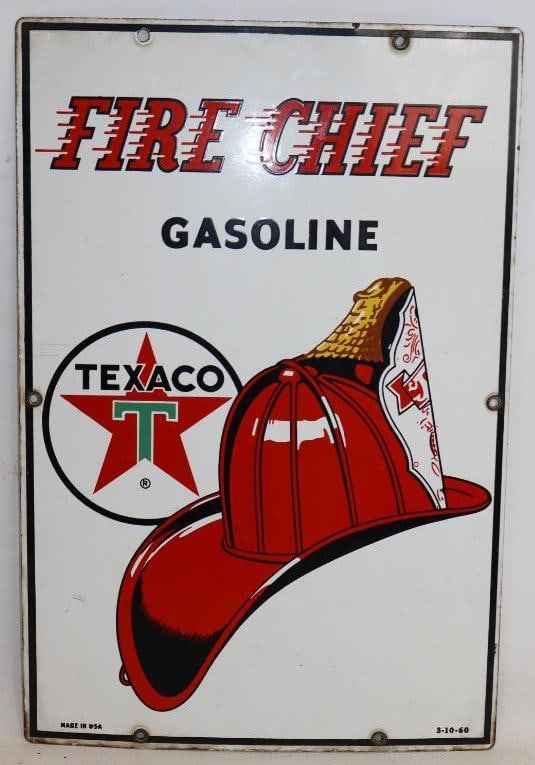 FIRE CHIEF
GASOLINE
TEXACO
T
®
MADE IN USA
3-10-60